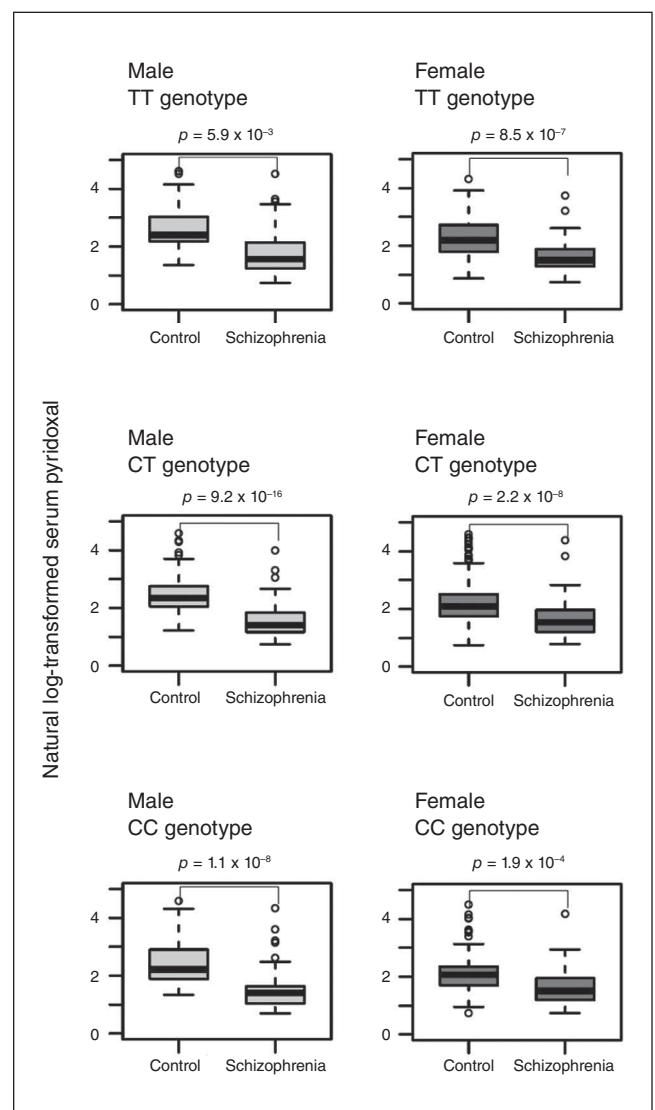 Natural log-transformed serum pyridoxal
Male
TT genotype
p = 5.9 x 10⁻³
4
2
0
Control Schizophrenia
Female
TT genotype
p = 8.5 x 10⁻⁷
4
2
0
Control Schizophrenia
Male
CT genotype
p = 9.2 x 10⁻¹⁶
4
2
0
Control Schizophrenia
Female
CT genotype
p = 2.2 x 10⁻⁸
4
2
0
Control Schizophrenia
Male
CC genotype
p = 1.1 x 10⁻⁸
4
2
0
Control Schizophrenia
Female
CC genotype
p = 1.9 x 10⁻⁴
4
2
0
Control Schizophrenia